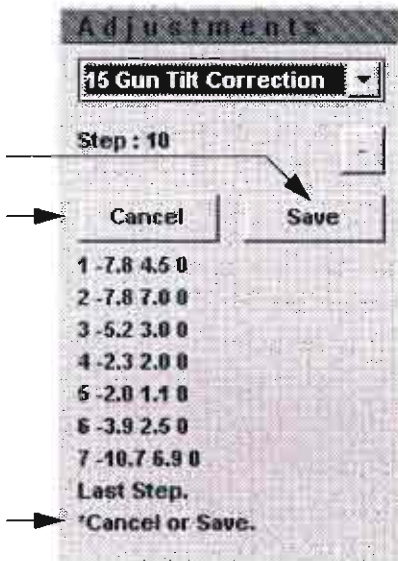 Adjustments
15 Gun Tilt Correction
Step : 10
-
Cancel Save
1 -7.8 4.5 0
2 -7.8 7.0 0
3 -5.2 3.0 0
4 -2.3 2.0 0
5 -2.0 1.1 0
6 -3.9 2.5 0
7 -10.7 6.9 0
Last Step.
*Cancel or Save.